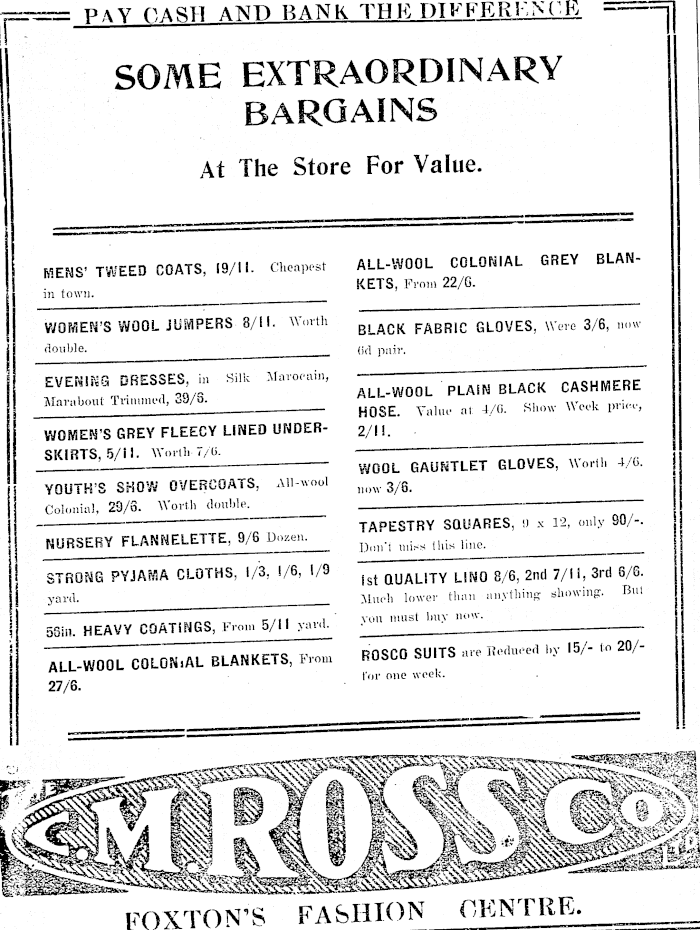 PAY CASH AND BANK THE DIFFERENCE
SOME EXTRAORDINARY
BARGAINS
At The Store For Value.
MENS' TWEED COATS, 19/11. Cheapest
in town.
WOMEN'S WOOL JUMPERS 8/11. Worth
double.
EVENING DRESSES, in Silk Marocain,
Marabout Trimmed, 39/6.
WOMEN'S GREY FLEECY LINED UNDER-
SKIRTS, 5/11. Worth 7/6.
YOUTH'S SHOW OVERCOATS, All-wool
Colonial, 29/6. Worth double.
NURSERY FLANNELETTE, 9/6 Dozen.
STRONG PYJAMA CLOTHS, 1/3, 1/6, 1/9
yard.
56in. HEAVY COATINGS, From 5/11 yard.
ALL-WOOL COLONIAL BLANKETS, From
27/6.
ALL-WOOL COLONIAL GREY BLAN-
KETS, From 22/6.
BLACK FABRIC GLOVES, Were 3/6, now
6d pair.
ALL-WOOL PLAIN BLACK CASHMERE
HOSE. Value at 4/6. Show Week price,
2/11.
WOOL GAUNTLET GLOVES, Worth 4/6.
now 3/6.
TAPESTRY SQUARES, 9 x 12, only 90/-.
Don't miss this line.
1st QUALITY LINO 8/6, 2nd 7/11, 3rd 6/6.
Much lower than anything showing. But
you must buy now.
ROSCO SUITS are Reduced by 15/- to 20/-
for one week.
THE
C.M. ROSS Co
LTD
FOXTON'S FASHION CENTRE.